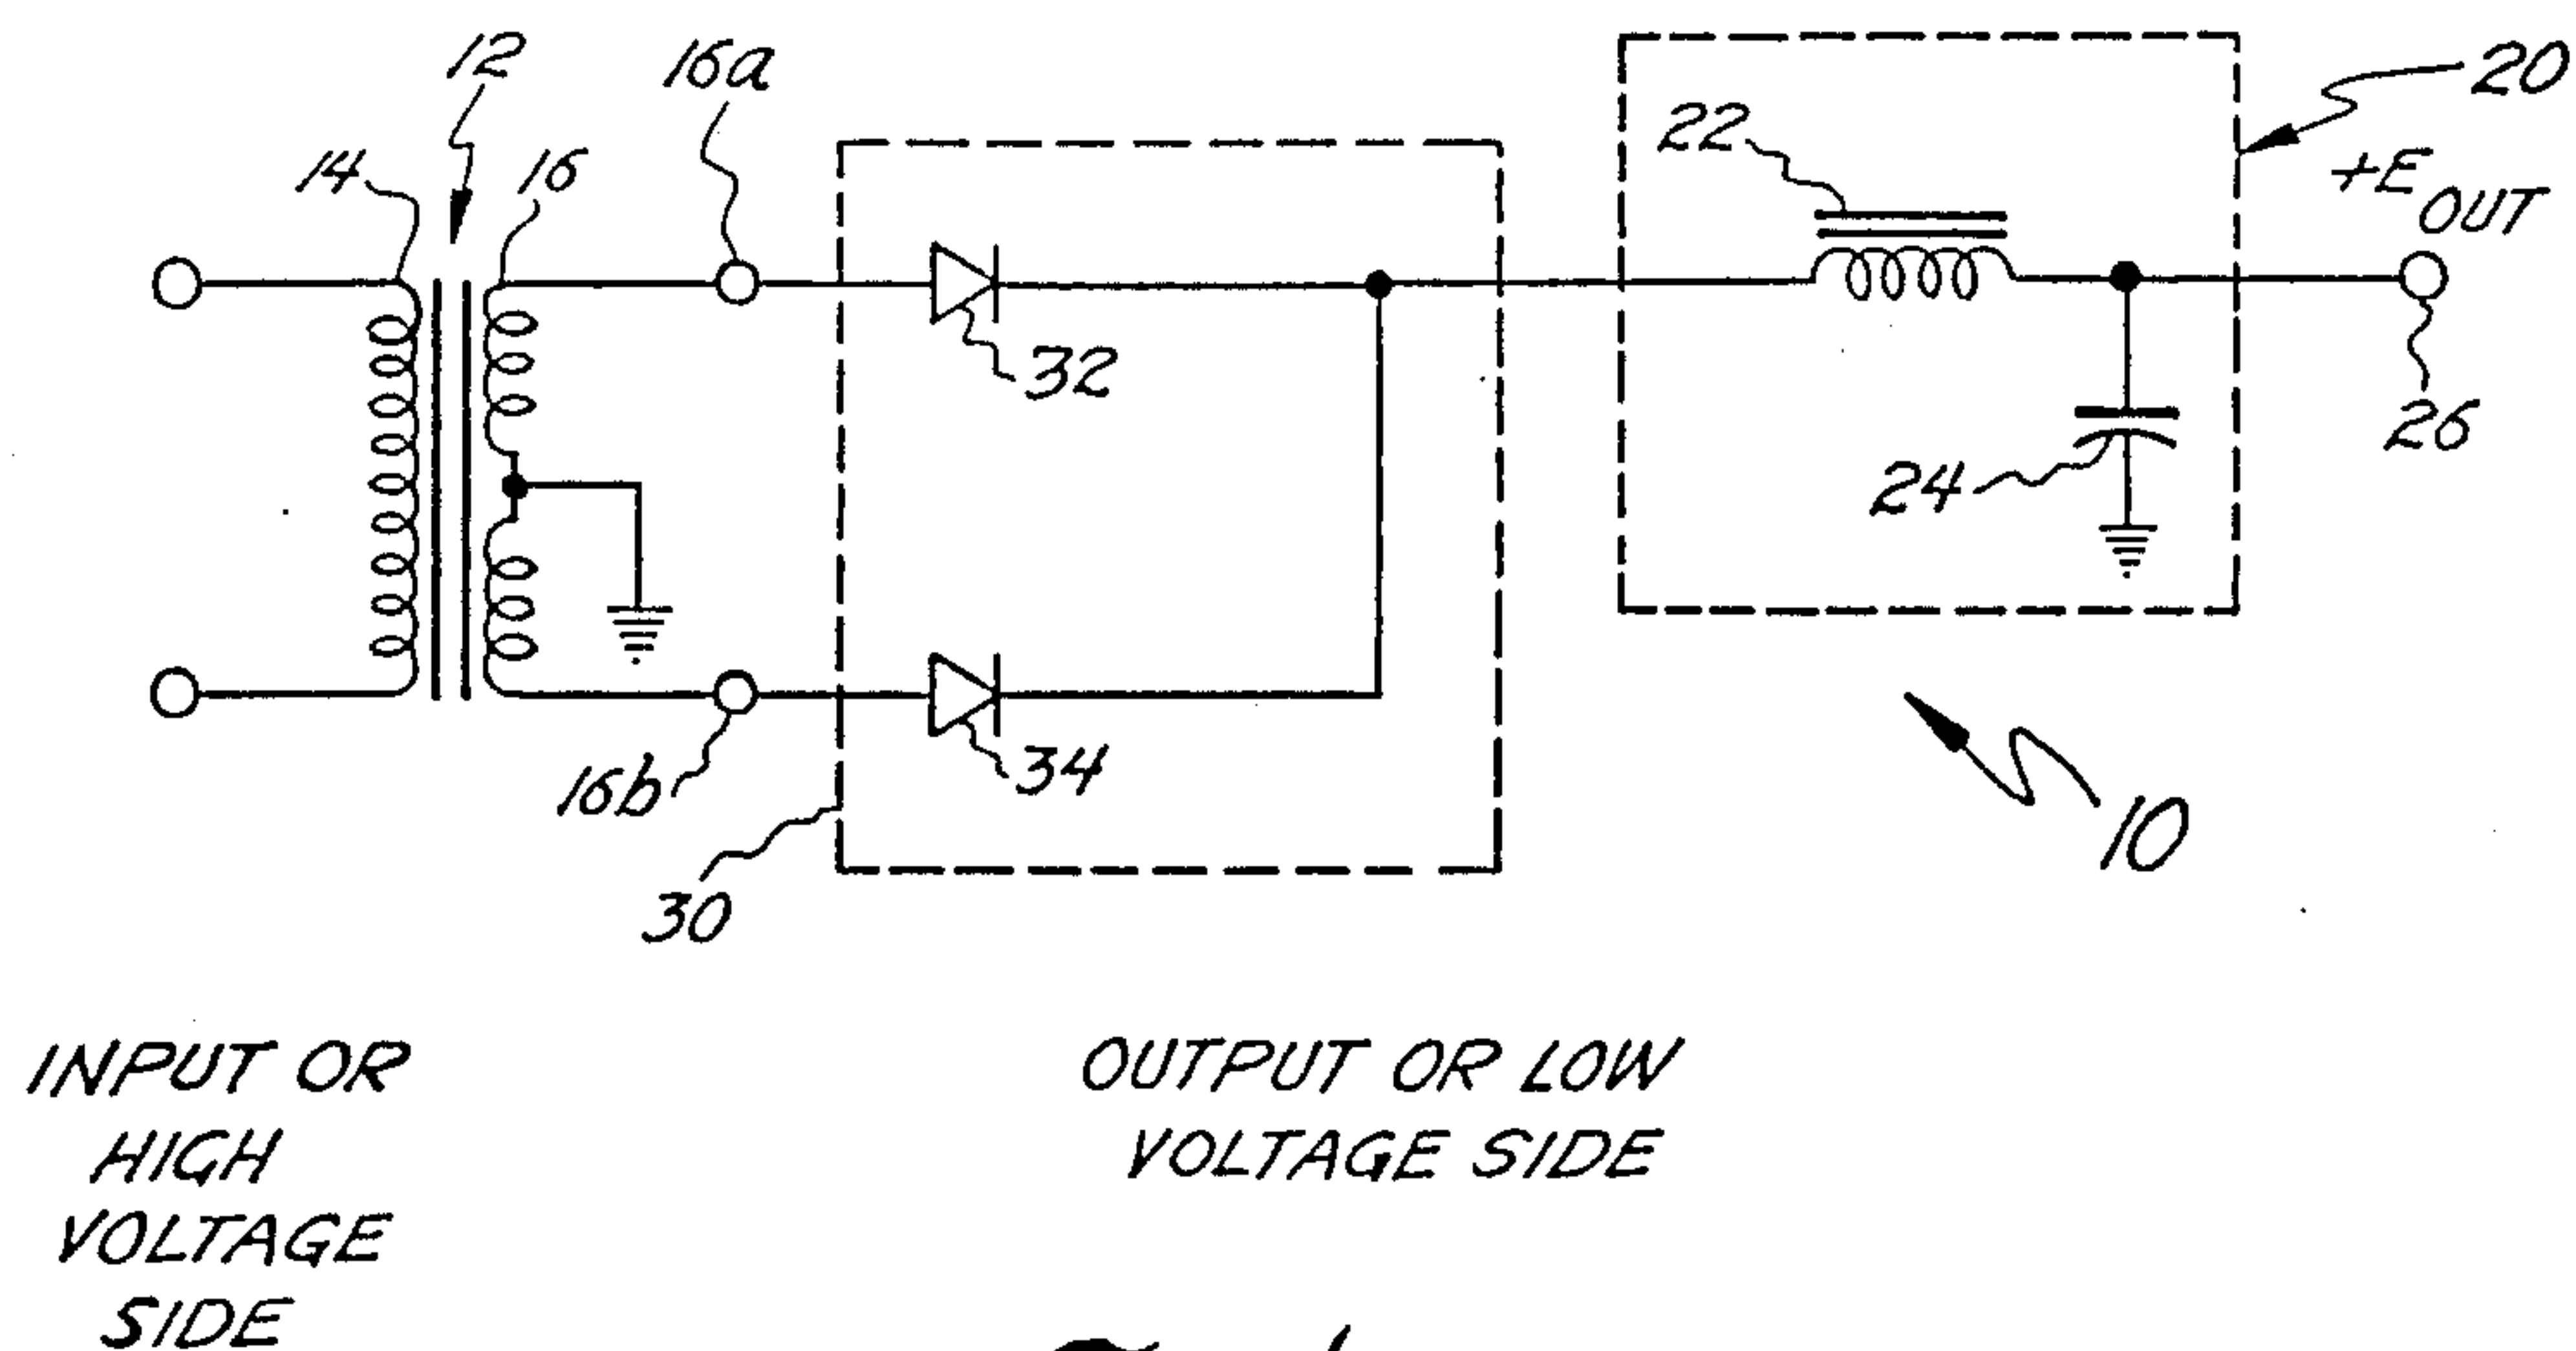 12
16a
20
22
14
16
+E OUT
32
26
24
34
16b
10
30
INPUT OR
HIGH
VOLTAGE
SIDE
OUTPUT OR LOW
VOLTAGE SIDE